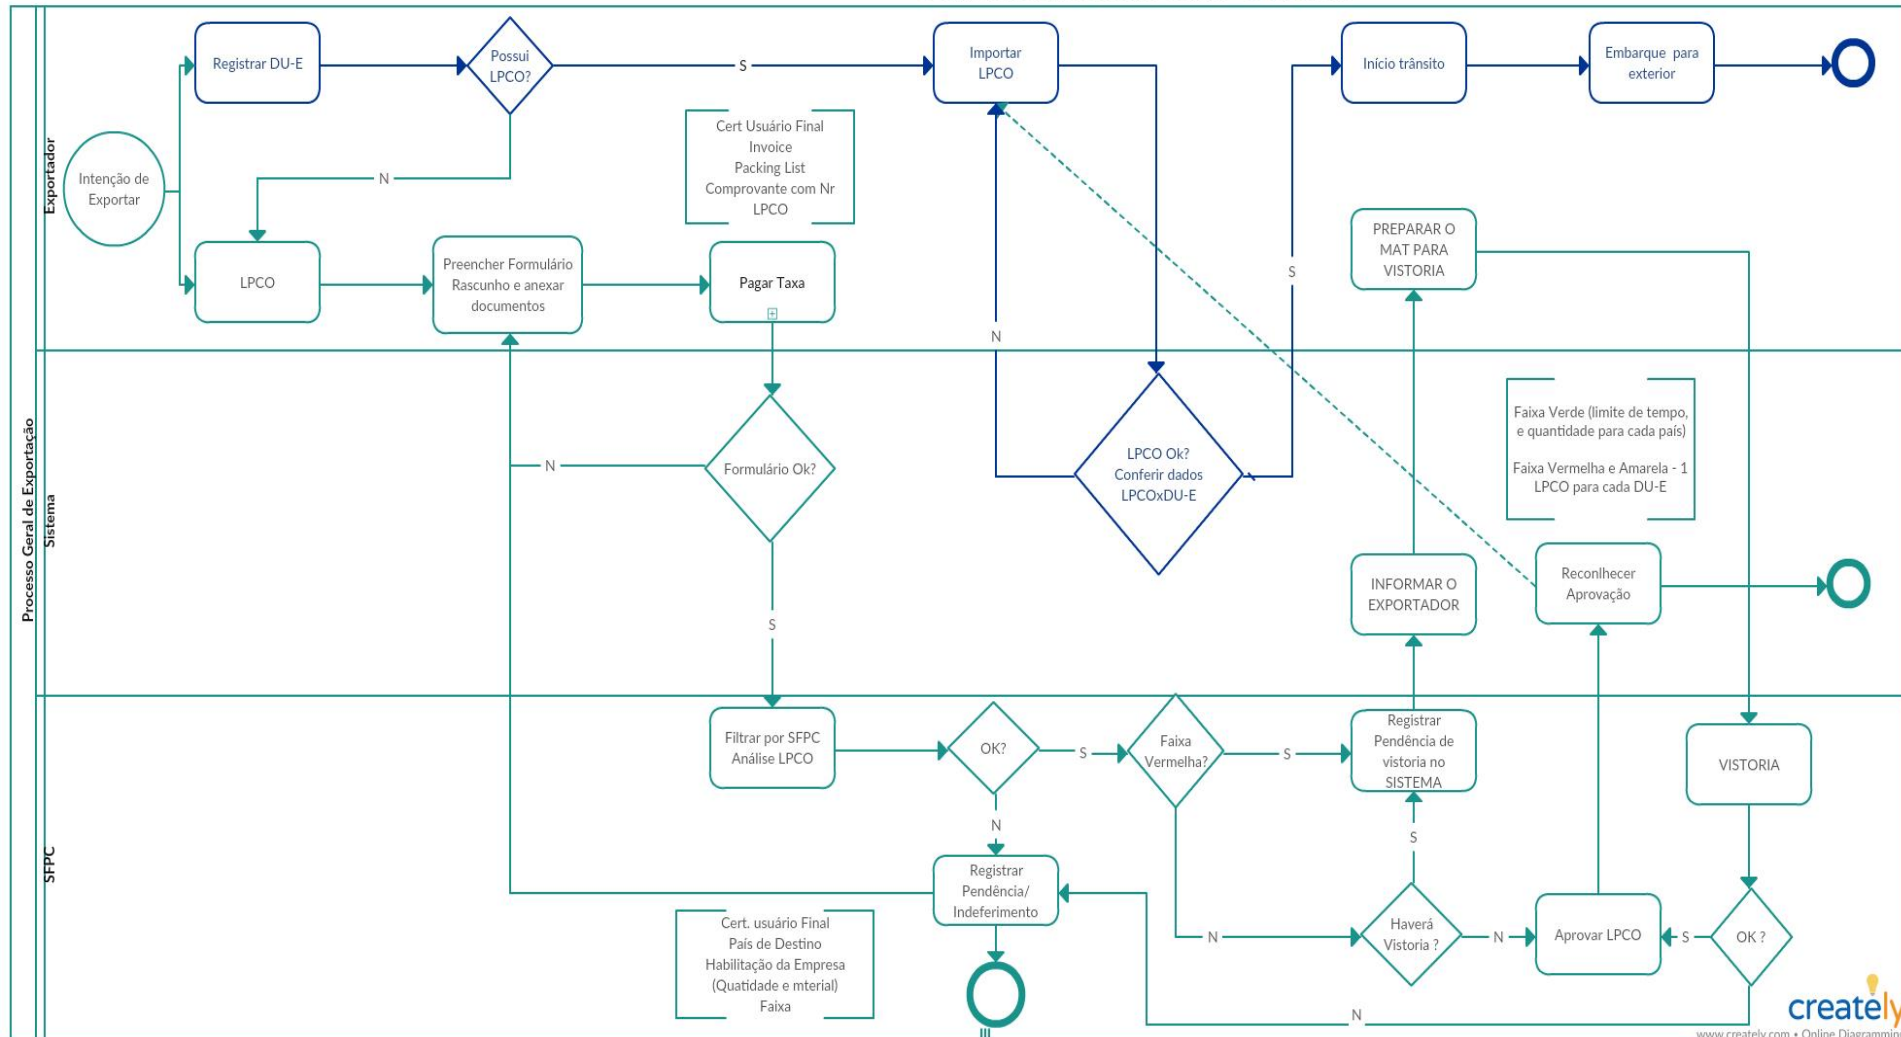 Processo Geral de Exportação
Exportador
Intenção de
Exportar
Registrar DU-E
Possui
LPCO?
S
N
Importar
LPCO
Início trânsito
Embarque para
exterior
Cert Usuário Final
Invoice
Packing List
Comprovante com Nr
LPCO
LPCO
Preencher Formulário
Rascunho e anexar
documentos
Pagar Taxa
PREPARAR O
MAT PARA
VISTORIA
S
N
Sistema
Formulário Ok?
N
S
LPCO Ok?
Conferir dados
LPCOxDU-E
Faixa Verde (limite de tempo,
e quantidade para cada país)
Faixa Vermelha e Amarela - 1
LPCO para cada DU-E
INFORMAR O
EXPORTADOR
Reconlhecer
Aprovação
SFPC
Filtrar por SFPC
Análise LPCO
OK?
S
N
Faixa
Vermelha?
S
N
Registrar
Pendência de
vistoria no
SISTEMA
VISTORIA
S
Registrar
Pendência/
Indeferimento
Haverá
Vistoria ?
N
Aprovar LPCO
S
OK ?
N
Cert. usuário Final
País de Destino
Habilitação da Empresa
(Quatidade e mterial)
Faixa
creately
www.creately.com • Online Diagramming